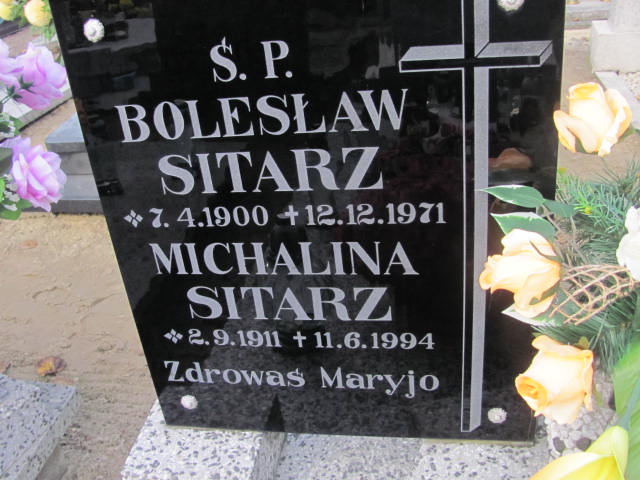 Ś. P.
BOLESŁAW
SITARZ
❖ 7.4.1900 ✝ 12.12.1971
MICHALINA
SITARZ
❖ 2.9.1911 ✝ 11.6.1994
Zdrowaś Maryjo